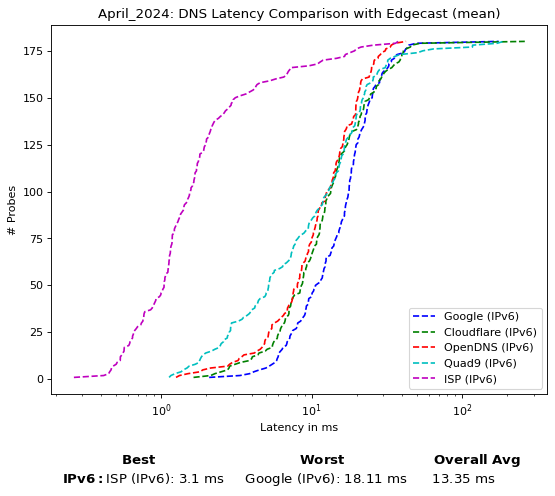 April_2024: DNS Latency Comparison with Edgecast (mean)
175
150
125
100
75
50
25
0
# Probes
Google (IPv6)
Cloudflare (IPv6)
OpenDNS (IPv6)
Quad9 (IPv6)
ISP (IPv6)
10⁰ 10¹ 10²
Latency in ms
Best Worst Overall Avg
IPv6: ISP (IPv6): 3.1 ms Google (IPv6): 18.11 ms 13.35 ms